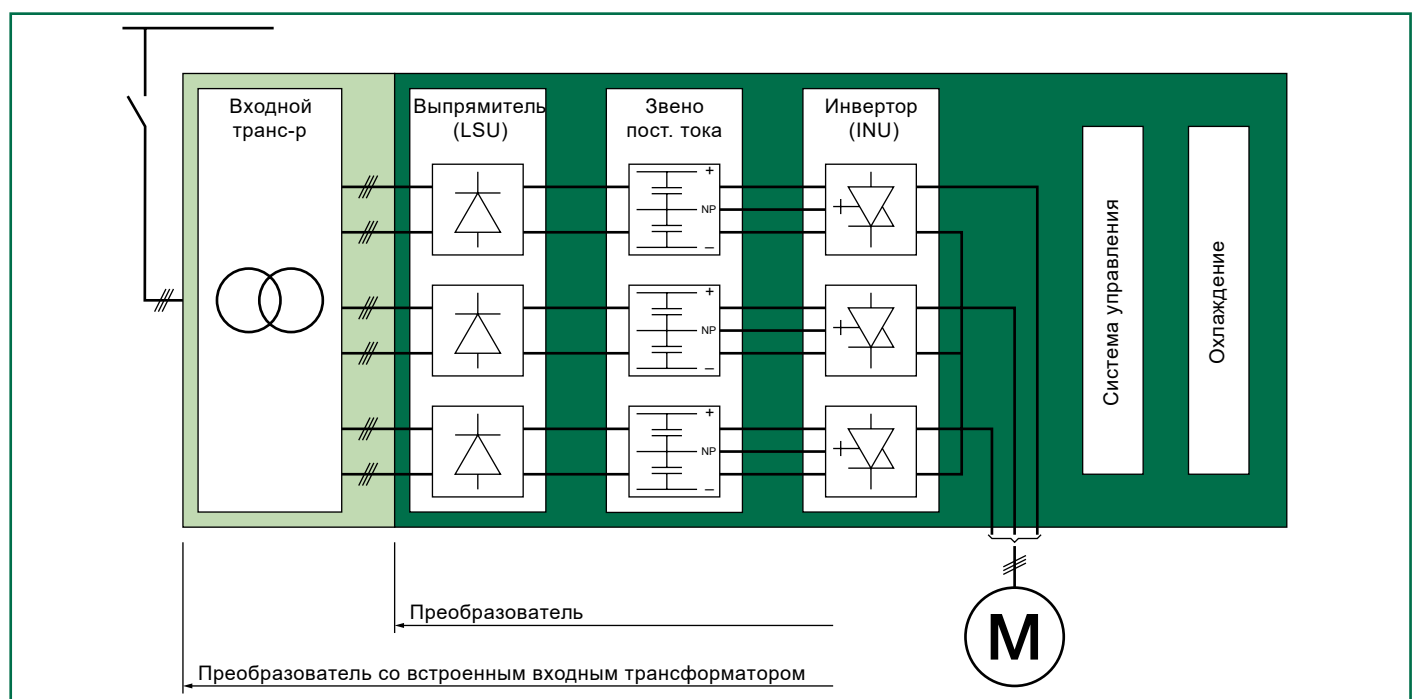 Входной
транс-р
Выпрямитель
(LSU)
Звено
пост. тока
Инвертор
(INU)
+
NP
–
+
NP
–
+
NP
–
Система управления
Охлаждение
Преобразователь
M
Преобразователь со встроенным входным трансформатором